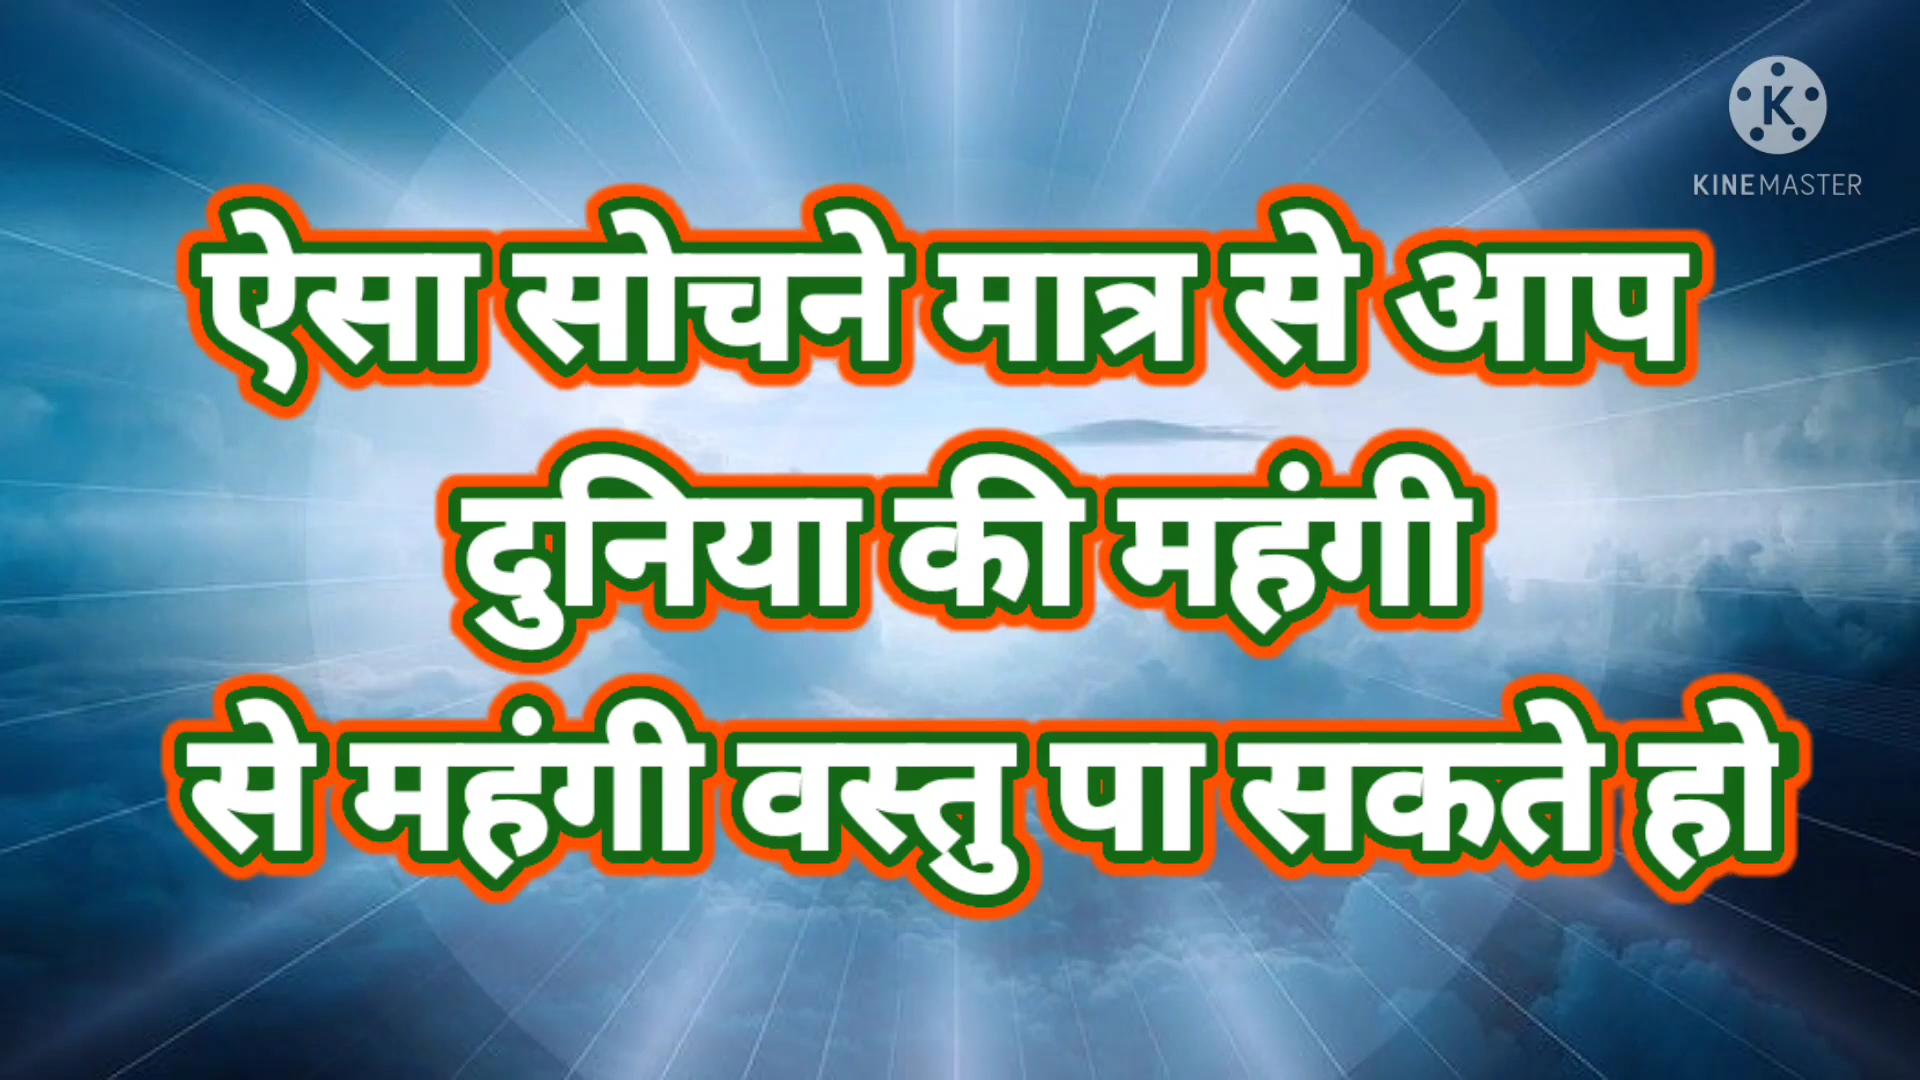 KINEMASTER
ऐसा सोचने मात्र से आप
दुनिया की महंगी
से महंगी वस्तु पा सकते हो